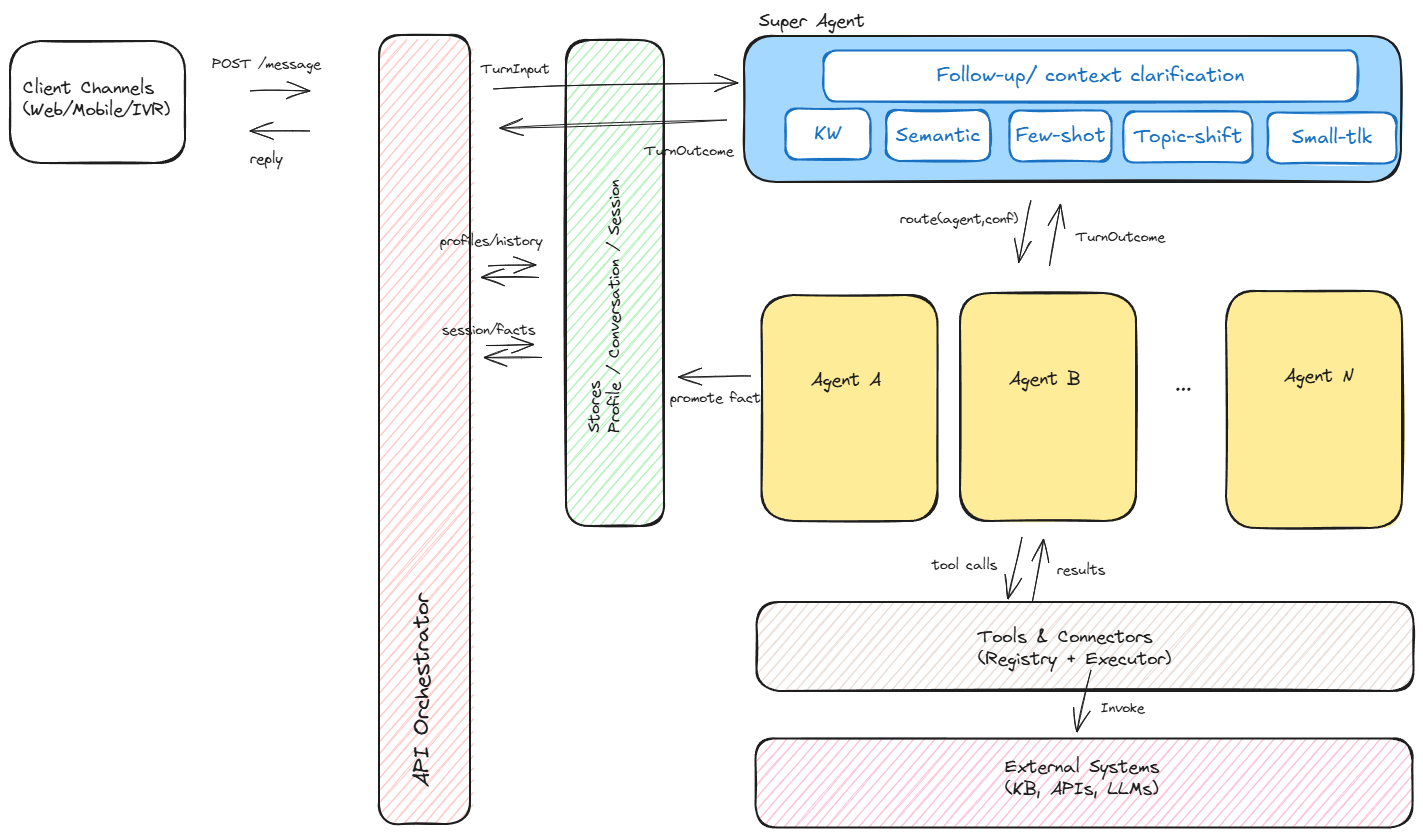 Super Agent
Client Channels
(Web/Mobile/IVR)
POST /message
reply
API Orchestrator
TurnInput
TurnOutcome
profiles/history
session/facts
Stores
Profile / Conversation / Session
promote fact
Follow-up/ context clarification
KW
Semantic
Few-shot
Topic-shift
Small-tlk
route(agent,conf)
TurnOutcome
Agent A
Agent B
...
Agent N
tool calls
results
Tools & Connectors
(Registry + Executor)
Invoke
External Systems
(KB, APIs, LLMs)